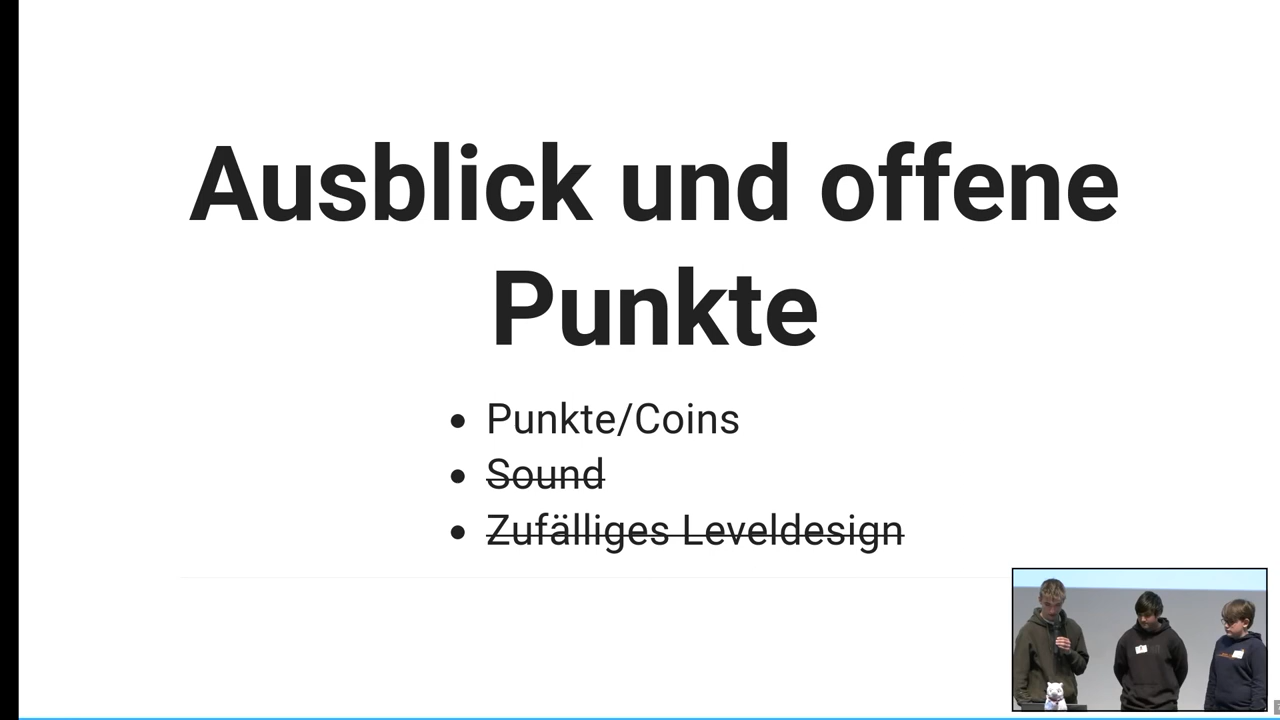 Ausblick und offene
Punkte
Punkte/Coins
Sound
Zufälliges Leveldesign